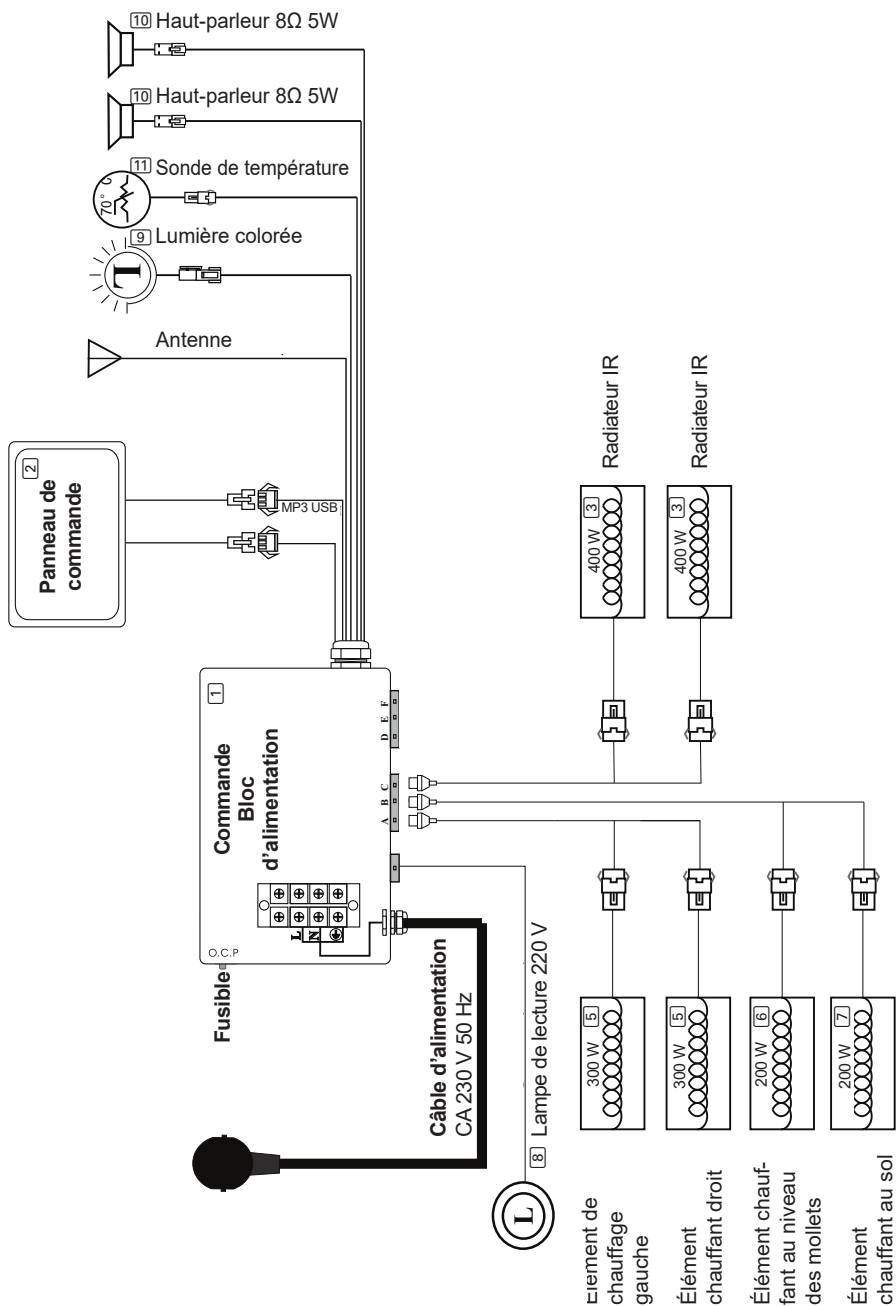 10 Haut-parleur 8Ω 5W
10 Haut-parleur 8Ω 5W
11 Sonde de température
70° C
9 Lumière colorée
L
Antenne
2
Panneau de
commande
MP3 USB
1
Commande
Bloc
d'alimentation
O.C.P
Fusible
L
N
A B C
D E F
Câble d'alimentation
CA 230 V 50 Hz
8 Lampe de lecture 220 V
L
3
400 W
Radiateur IR
3
400 W
Radiateur IR
5
300 W
Élément de
chauffage
gauche
5
300 W
Élément
chauffant droit
6
200 W
Élément chauf-
fant au niveau
des mollets
7
200 W
Élément
chauffant au sol